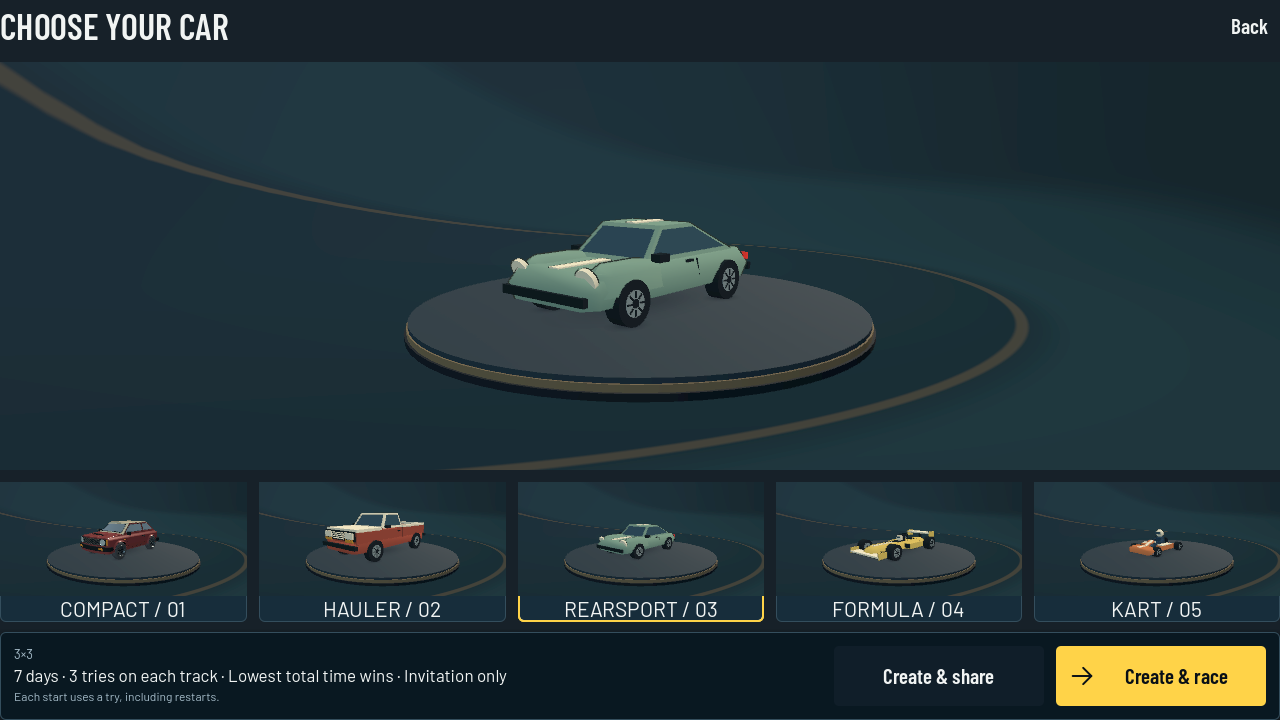 CHOOSE YOUR CAR
Back
COMPACT / 01
HAULER / 02
REARSPORT / 03
FORMULA / 04
KART / 05
3×3
7 days · 3 tries on each track · Lowest total time wins · Invitation only
Each start uses a try, including restarts.
Create & share
Create & race